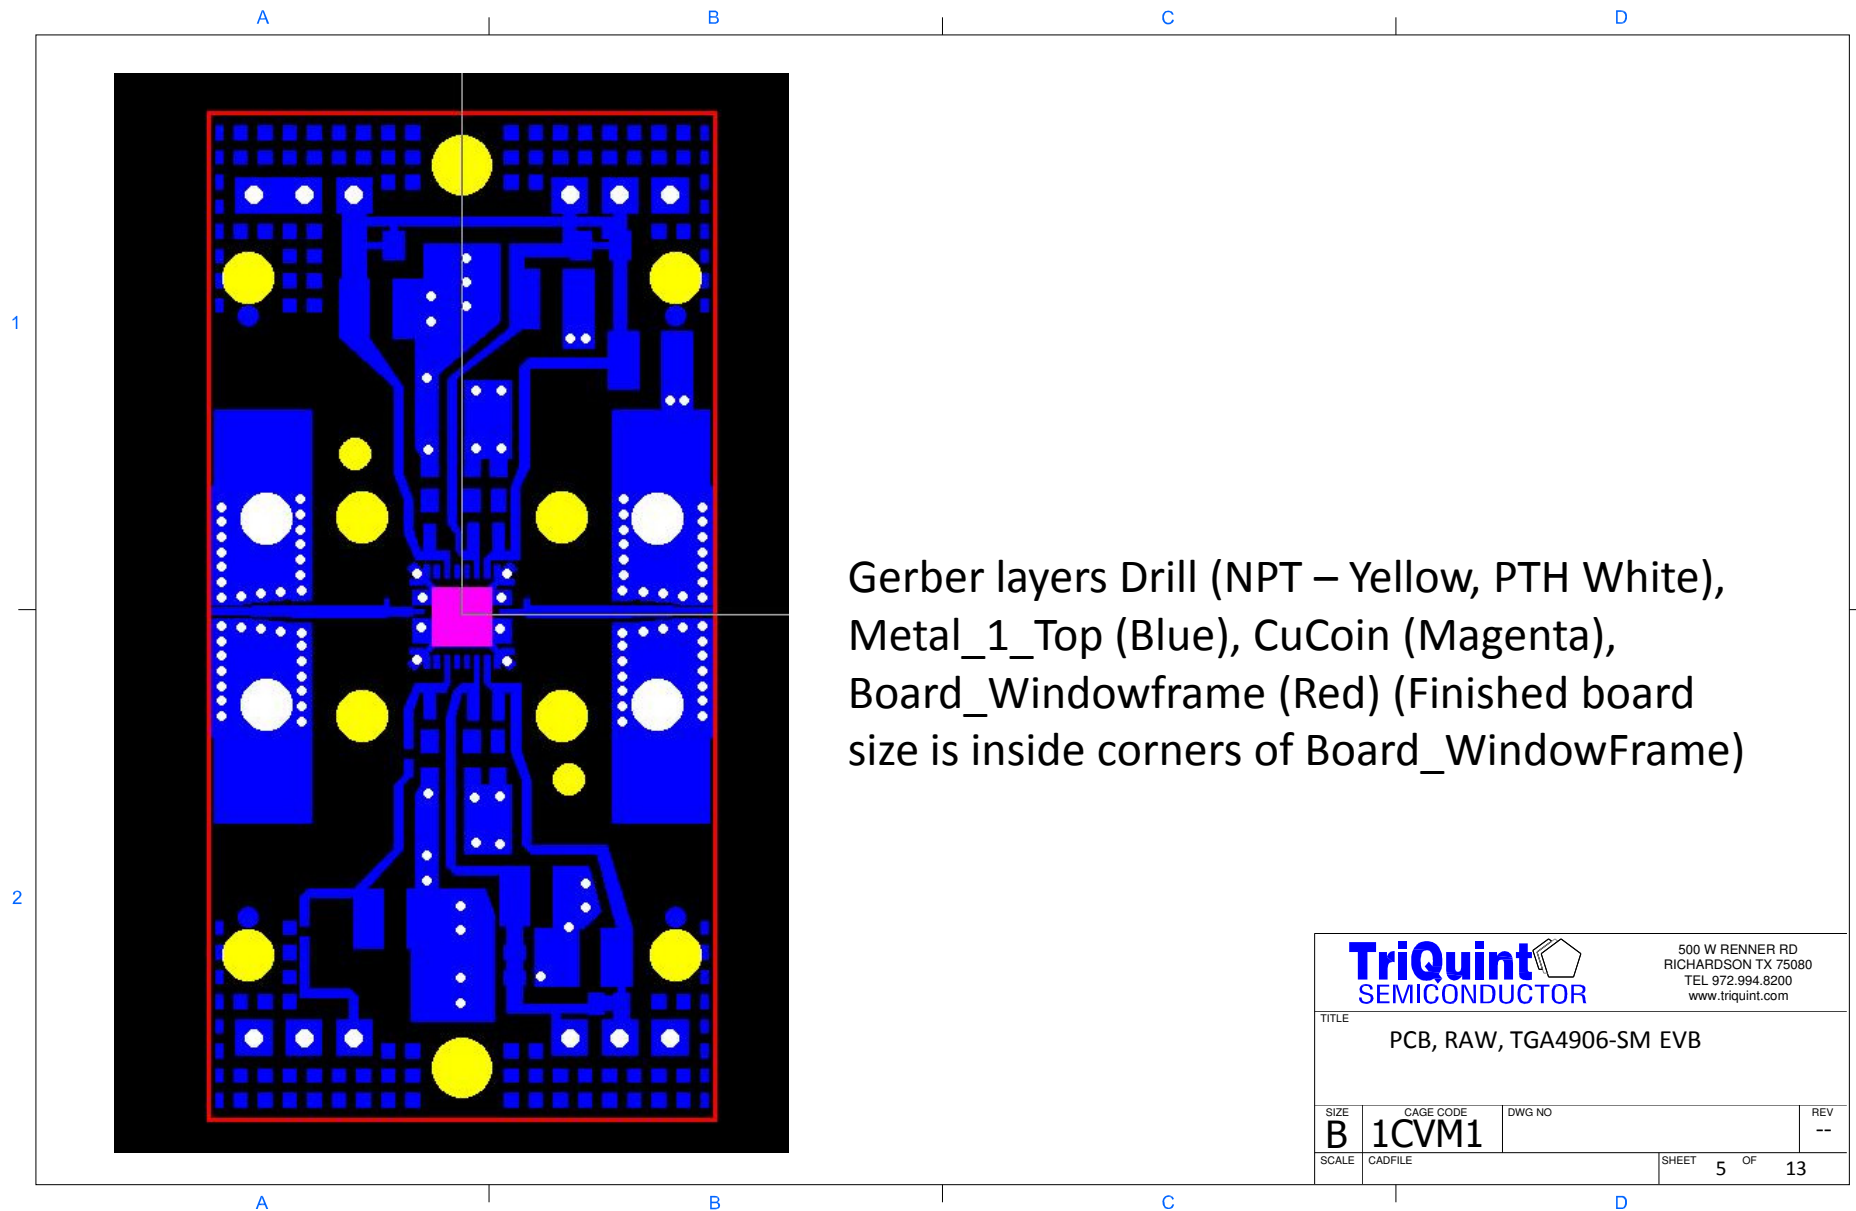 A B C D
1
2
Gerber layers Drill (NPT – Yellow, PTH White),
Metal_1_Top (Blue), CuCoin (Magenta),
Board_Windowframe (Red) (Finished board
size is inside corners of Board_WindowFrame)
TriQuint
SEMICONDUCTOR
500 W RENNER RD
RICHARDSON TX 75080
TEL 972.994.8200
www.triquint.com
TITLE
PCB, RAW, TGA4906-SM EVB
SIZE
B
CAGE CODE
1CVM1
DWG NO
REV
--
SCALE
CADFILE
SHEET 5 OF 13
A B C D